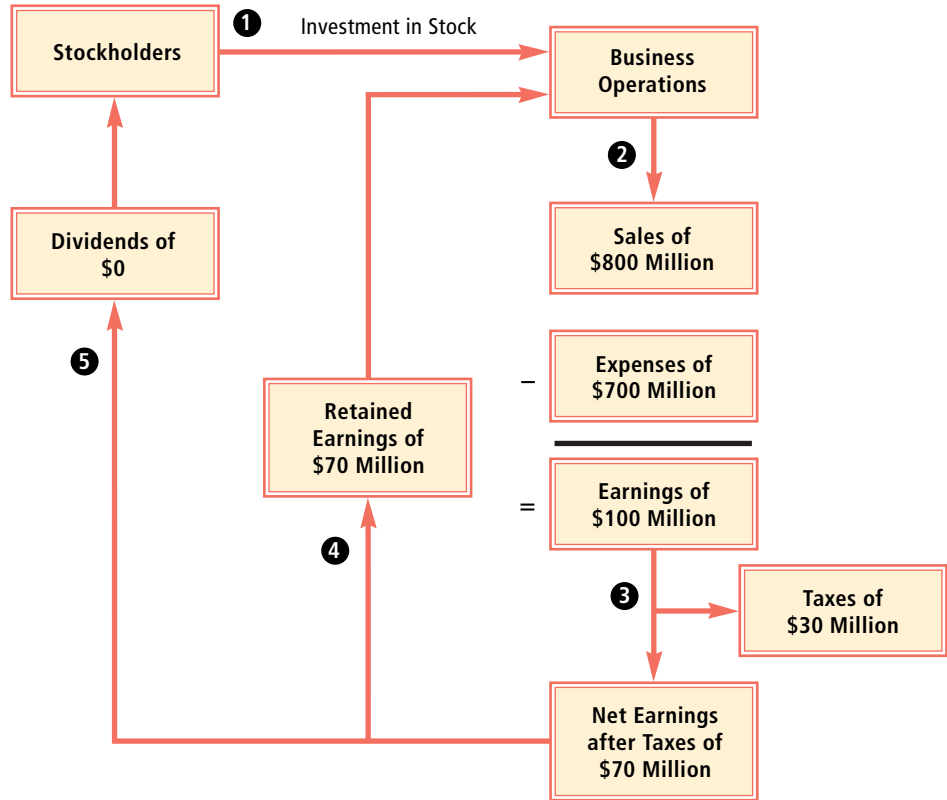 1
Investment in Stock
Stockholders
Business
Operations
2
Dividends of
$0
Sales of
$800 Million
5
–
Expenses of
$700 Million
Retained
Earnings of
$70 Million
=
Earnings of
$100 Million
4
3
Taxes of
$30 Million
Net Earnings
after Taxes of
$70 Million